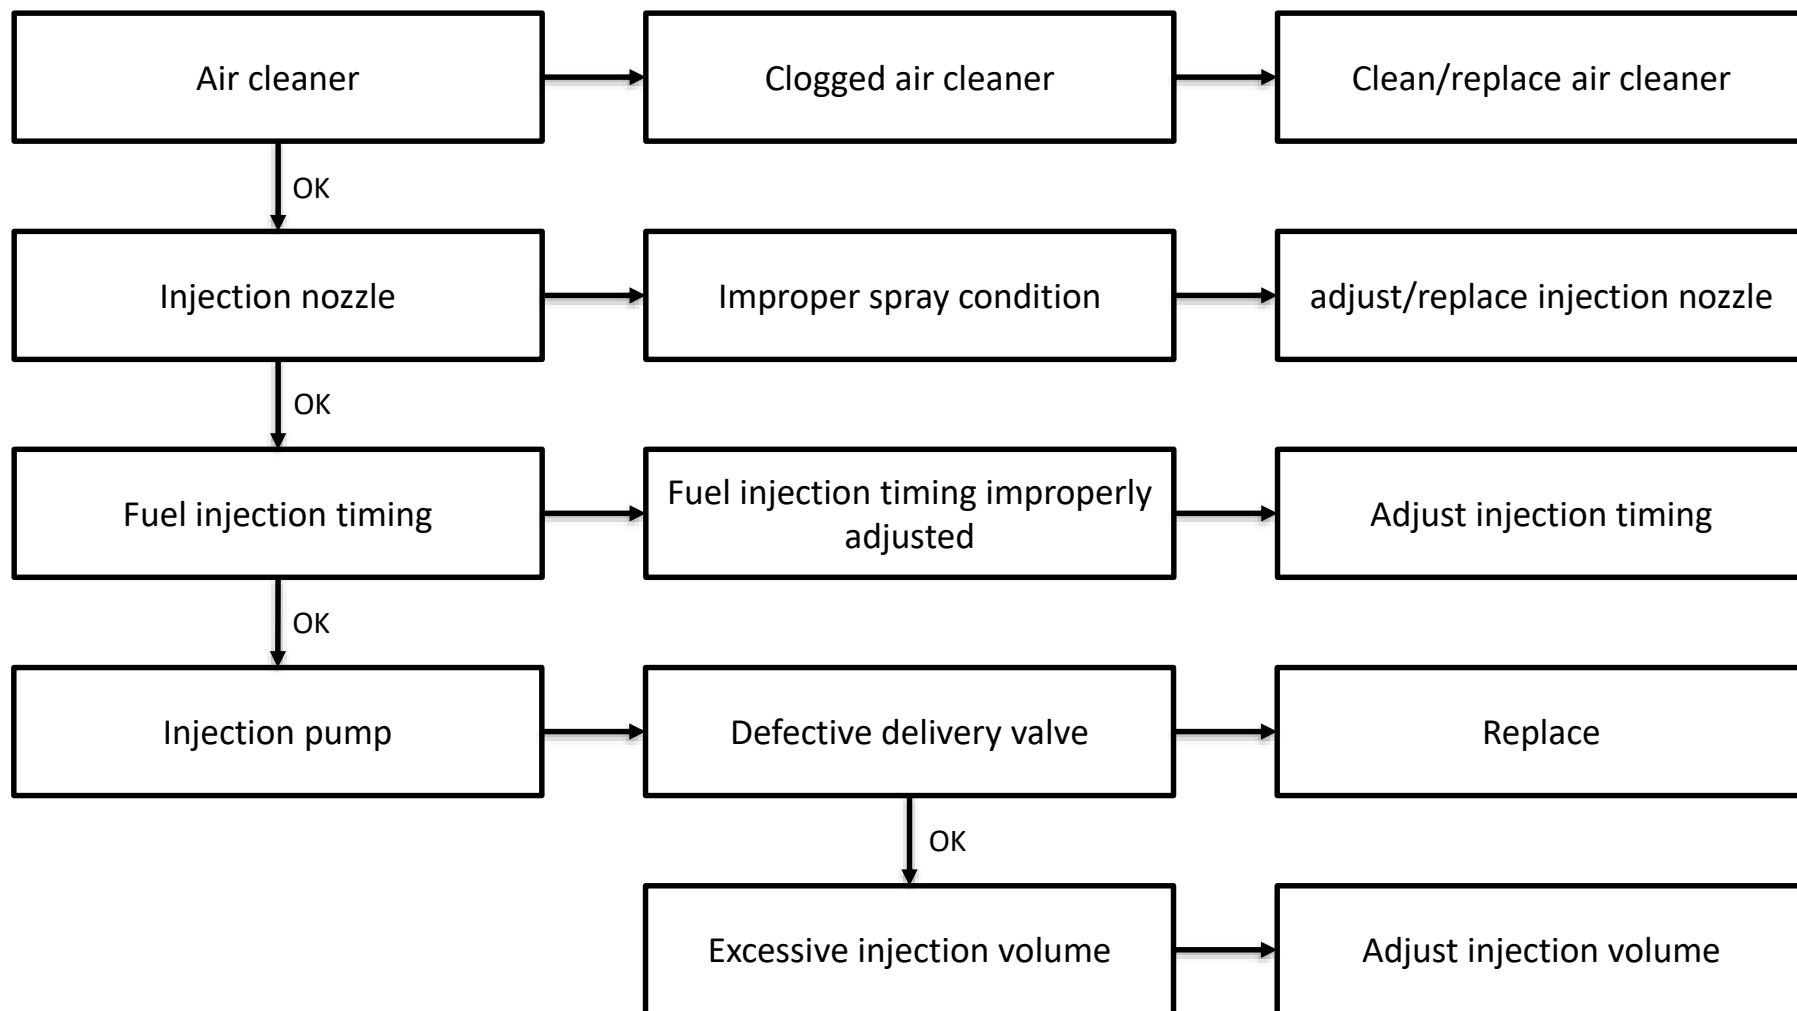 Air cleaner
Clogged air cleaner
Clean/replace air cleaner
OK
Injection nozzle
Improper spray condition
adjust/replace injection nozzle
OK
Fuel injection timing
Fuel injection timing improperly
adjusted
Adjust injection timing
OK
Injection pump
Defective delivery valve
Replace
OK
Excessive injection volume
Adjust injection volume